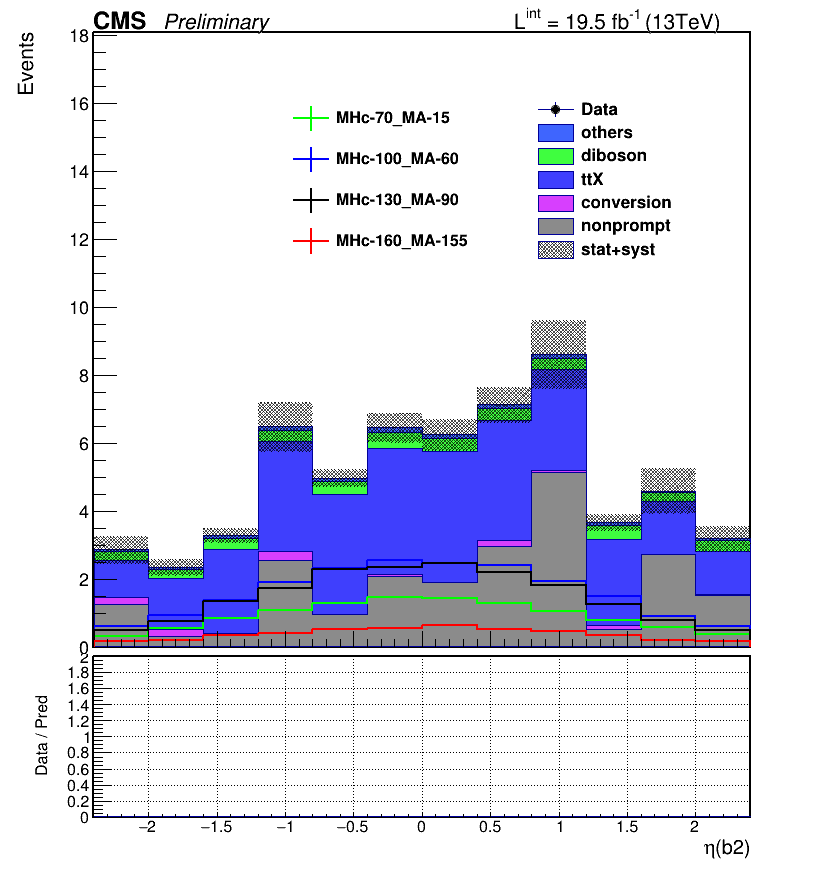 CMS Preliminary L^int = 19.5 fb^-1 (13TeV)
Events
18
16
14
12
10
8
6
4
2
0
MHc-70_MA-15
MHc-100_MA-60
MHc-130_MA-90
MHc-160_MA-155
Data
others
diboson
ttX
conversion
nonprompt
stat+syst
Data / Pred
2
1.8
1.6
1.4
1.2
1
0.8
0.6
0.4
0.2
0
−2 −1.5 −1 −0.5 0 0.5 1 1.5 2
η(b2)